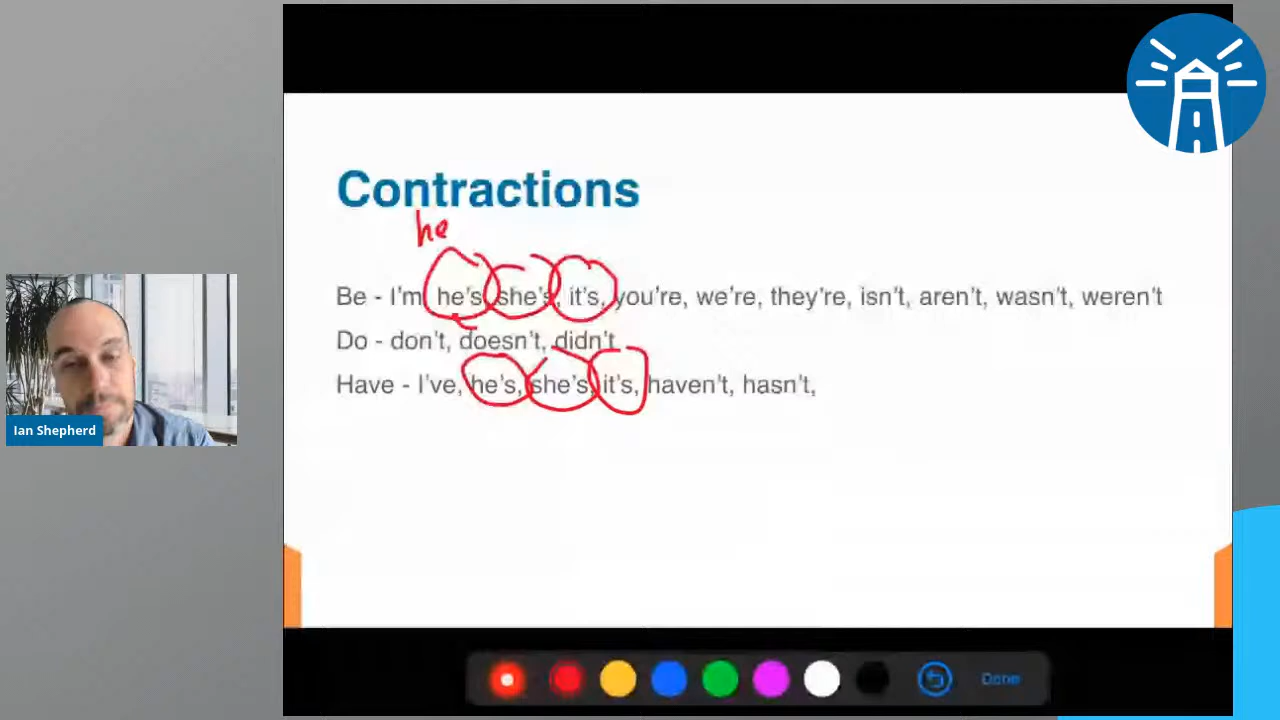 Contractions
he
Be - I'm, he's, she's, it's, you're, we're, they're, isn't, aren't, wasn't, weren't
Do - don't, doesn't, didn't
Have - I've, he's, she's, it's, haven't, hasn't,
Ian Shepherd
Done